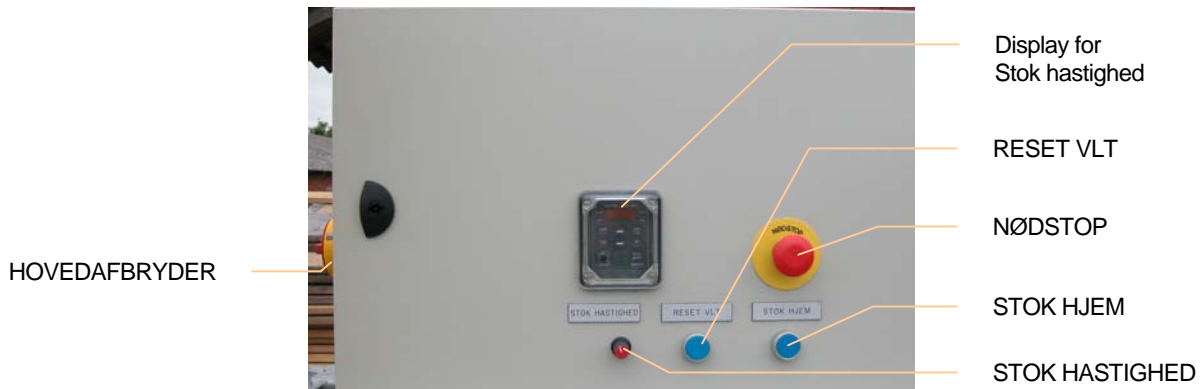 Display for
Stok hastighed
RESET VLT
NØDSTOP
HOVEDAFBRYDER
NØDSTOP
STOK HASTIGHED
RESET VLT
STOK HJEM
STOK HJEM
STOK HASTIGHED